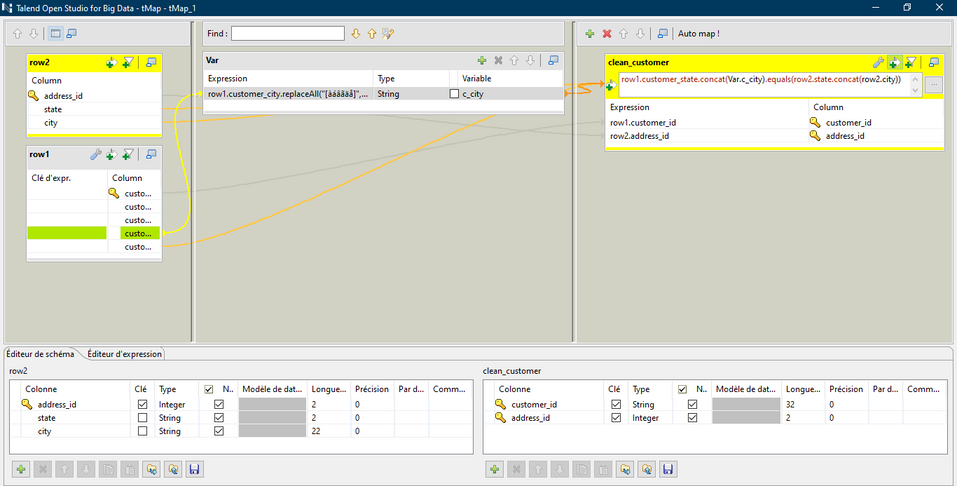 Talend Open Studio for Big Data - tMap - tMap_1
Find :
Auto map !
row2
Column
address_id
state
city
row1
Clé d'expr.
Column
custo...
custo...
custo...
custo...
custo...
Var
Expression
Type
Variable
row1.customer_city.replaceAll("[àáâãäå]",...
String
c_city
clean_customer
row1.customer_state.concat(Var.c_city).equals(row2.state.concat(row2.city))
...
Expression
Column
row1.customer_id
customer_id
row2.address_id
address_id
Éditeur de schéma
Éditeur d'expression
row2
Colonne Clé Type N.. Modèle de dat... Longue... Précision Par d... Comm...
address_id Integer 2 0
state String 2 0
city String 22 0
clean_customer
Colonne Clé Type N.. Modèle de dat... Longue... Précision Par d... Comm...
customer_id String 32 0
address_id Integer 2 0